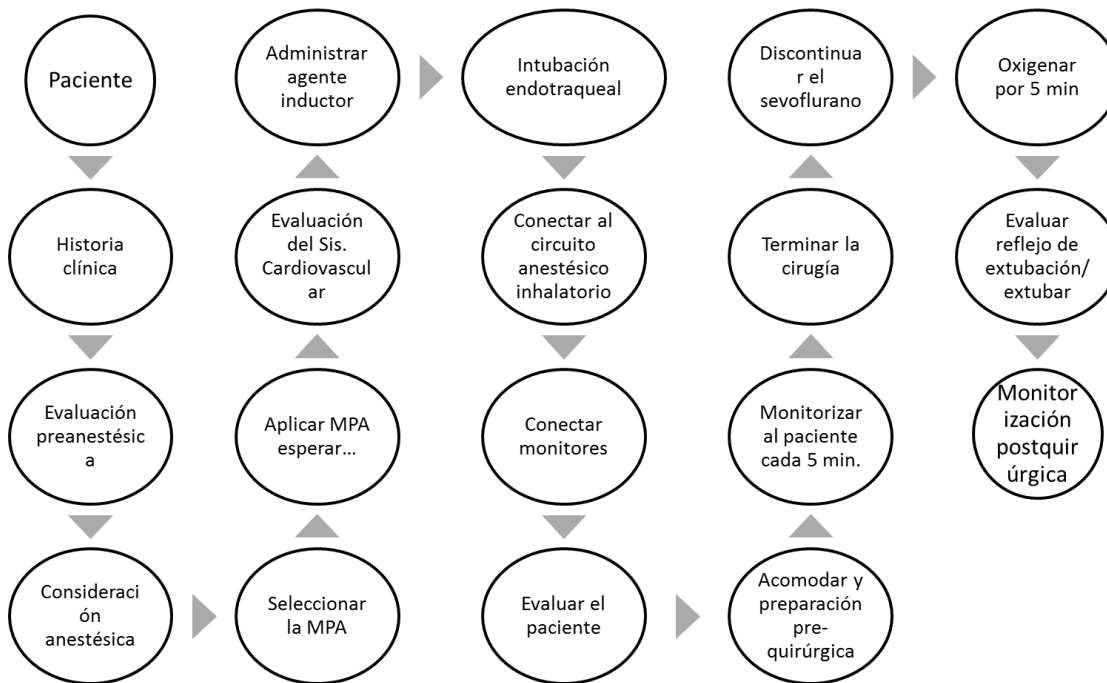 Paciente
Historia
clínica
Evaluación
preanestésic
a
Consideraci
ón
anestésica
Seleccionar
la MPA
Aplicar MPA
esperar...
Evaluación
del Sis.
Cardiovascul
ar
Administrar
agente
inductor
Intubación
endotraqueal
Conectar al
circuito
anestésico
inhalatorio
Conectar
monitores
Evaluar el
paciente
Acomodar y
preparación
pre-
quirúrgica
Monitorizar
al paciente
cada 5 min.
Terminar la
cirugía
Discontinua
r el
sevoflurano
Oxigenar
por 5 min
Evaluar
reflejo de
extubación/
extubar
Monitor
ización
postquir
úrgica